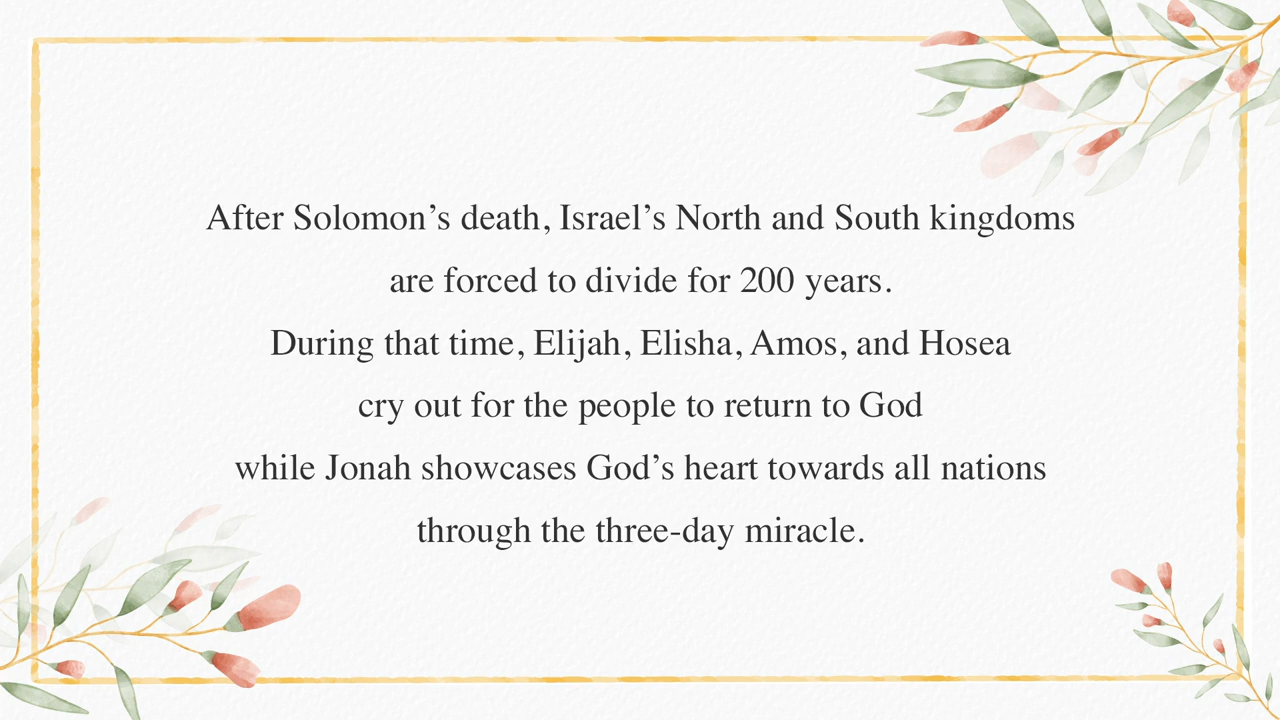 After Solomon’s death, Israel’s North and South kingdoms
are forced to divide for 200 years.
During that time, Elijah, Elisha, Amos, and Hosea
cry out for the people to return to God
while Jonah showcases God’s heart towards all nations
through the three-day miracle.